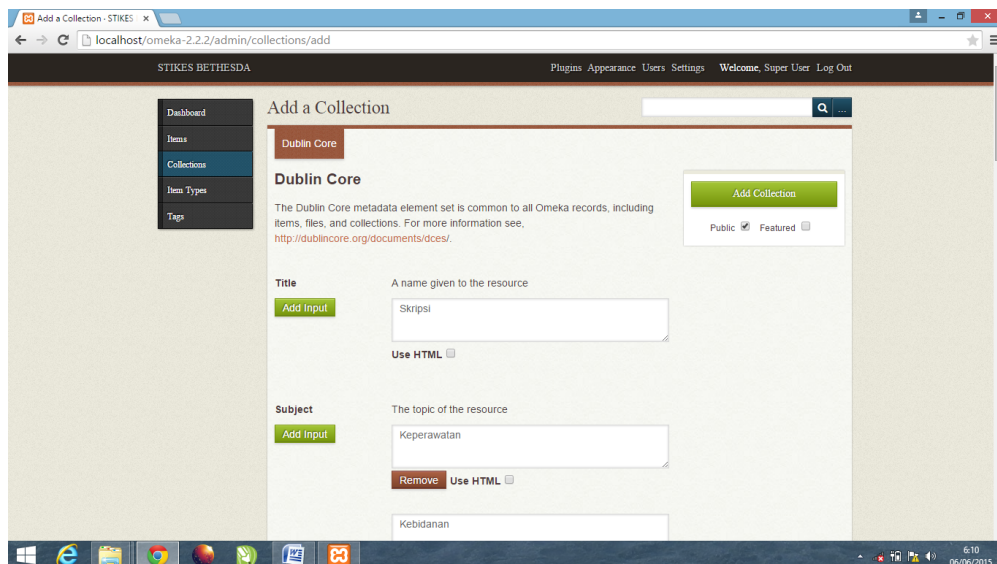 Add a Collection · STIKES
localhost/omeka-2.2.2/admin/collections/add
STIKES BETHESDA
Plugins Appearance Users Settings Welcome, Super User Log Out
Dashboard
Items
Collections
Item Types
Tags
Add a Collection
...
Dublin Core
Dublin Core
The Dublin Core metadata element set is common to all Omeka records, including
items, files, and collections. For more information see,
http://dublincore.org/documents/dces/.
Add Collection
Public Featured
Title
A name given to the resource
Add Input
Skripsi
Use HTML
Subject
The topic of the resource
Add Input
Keperawatan
Remove Use HTML
Kebidanan
6:10
06/06/2015